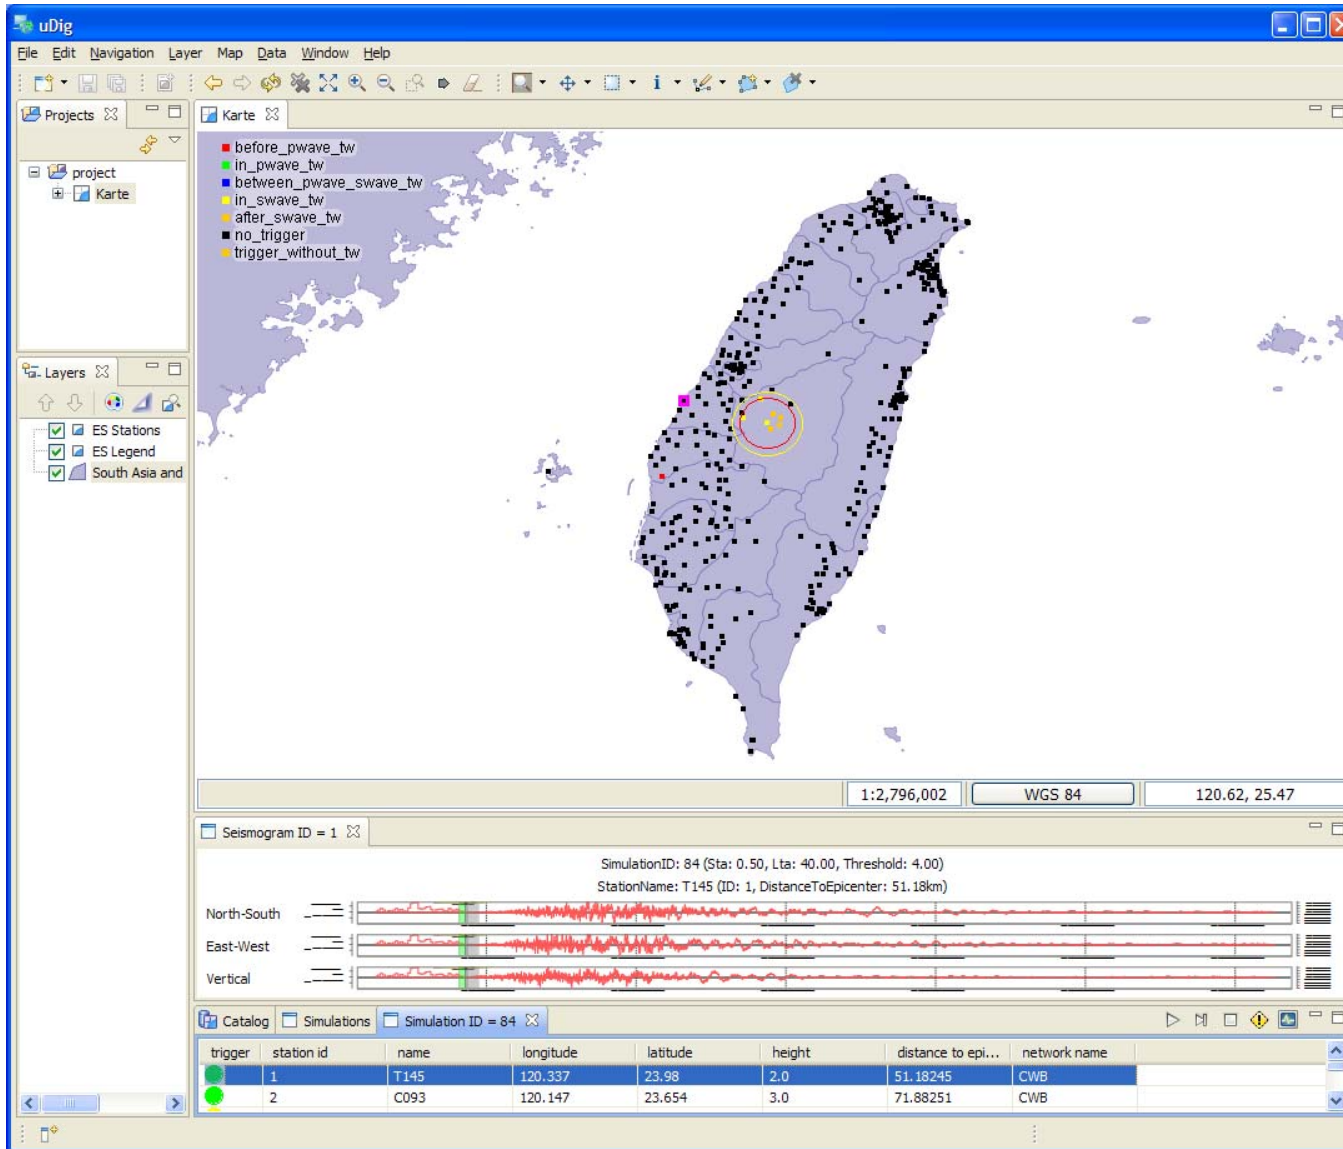 uDig
File Edit Navigation Layer Map Data Window Help
Projects
Karte
project
Karte
before_pwave_tw
in_pwave_tw
between_pwave_swave_tw
in_swave_tw
after_swave_tw
no_trigger
trigger_without_tw
Layers
ES Stations
ES Legend
South Asia and
1:2,796,002 WGS 84 120.62, 25.47
Seismogram ID = 1
SimulationID: 84 (Sta: 0.50, Lta: 40.00, Threshold: 4.00)
StationName: T145 (ID: 1, DistanceToEpicenter: 51.18km)
North-South
East-West
Vertical
Catalog Simulations Simulation ID = 84
trigger station id name longitude latitude height distance to epi... network name
1 T145 120.337 23.98 2.0 51.18245 CWB
2 C093 120.147 23.654 3.0 71.88251 CWB